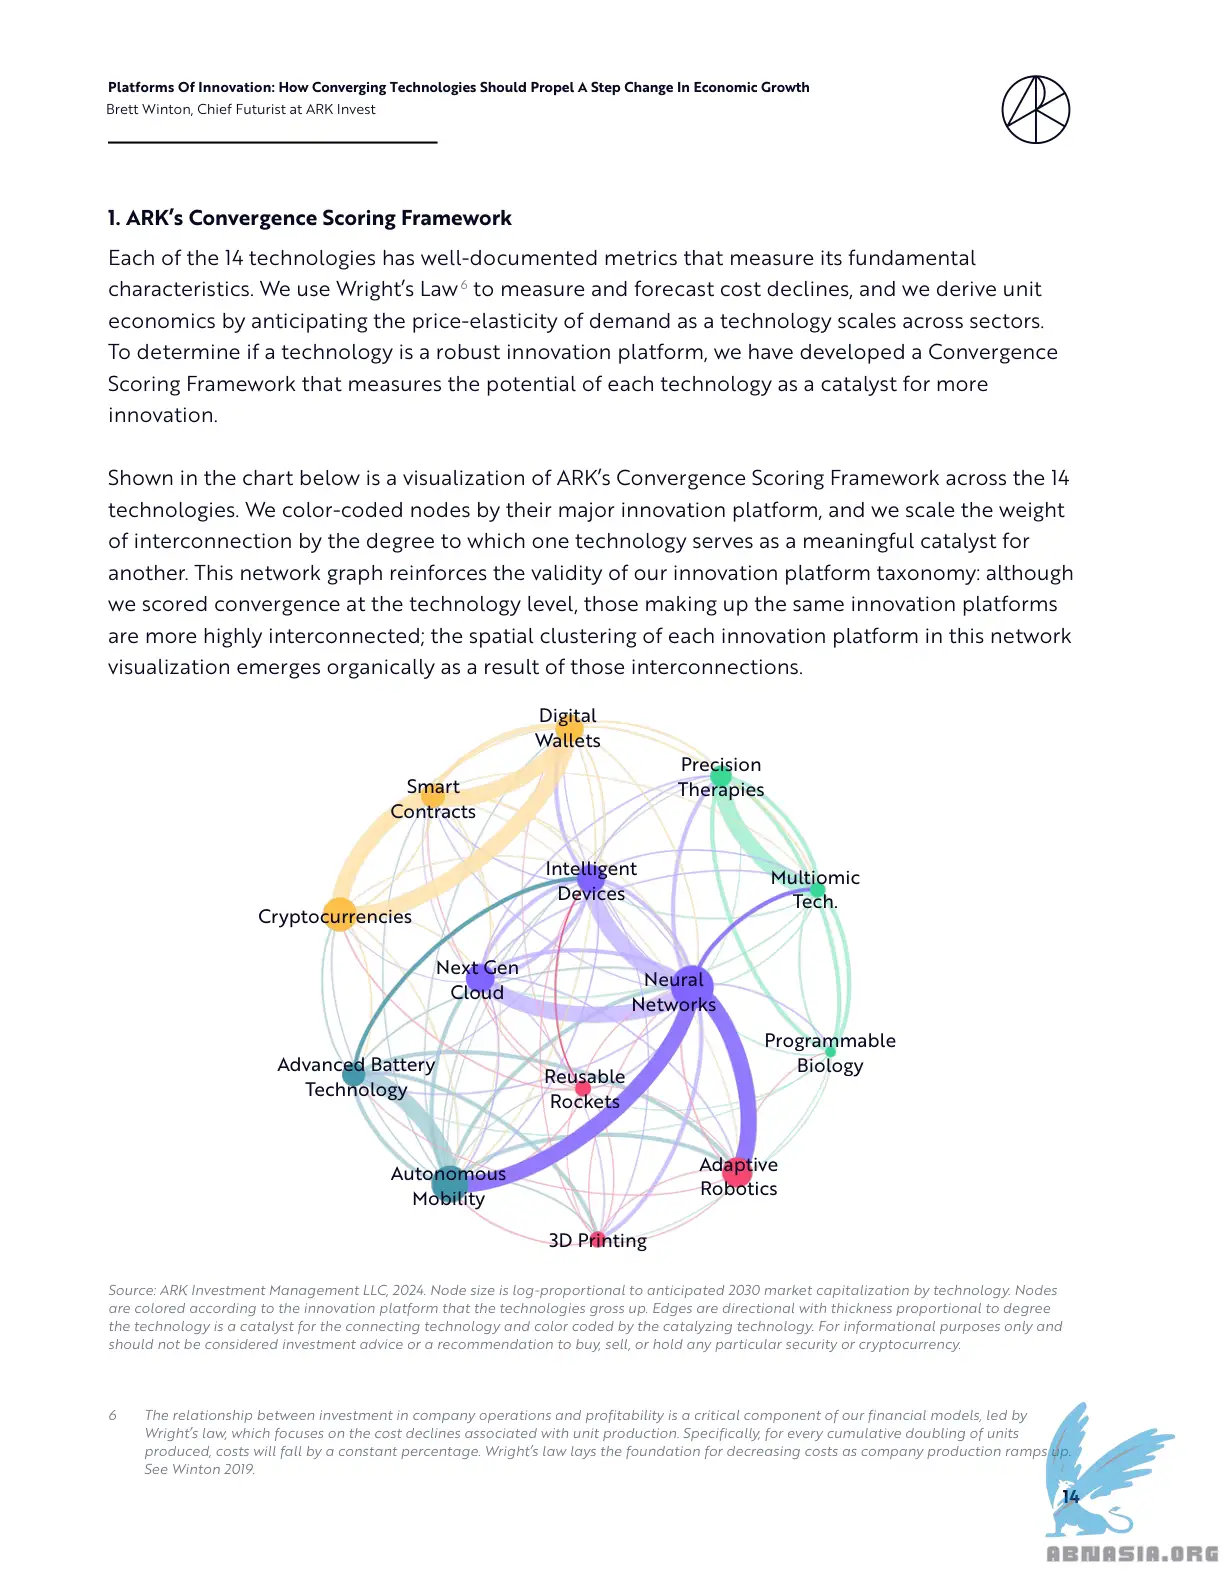 Platforms Of Innovation: How Converging Technologies Should Propel A Step Change In Economic Growth
Brett Winton, Chief Futurist at ARK Invest
1. ARK’s Convergence Scoring Framework
Each of the 14 technologies has well-documented metrics that measure its fundamental
characteristics. We use Wright’s Law6 to measure and forecast cost declines, and we derive unit
economics by anticipating the price-elasticity of demand as a technology scales across sectors.
To determine if a technology is a robust innovation platform, we have developed a Convergence
Scoring Framework that measures the potential of each technology as a catalyst for more
innovation.
Shown in the chart below is a visualization of ARK’s Convergence Scoring Framework across the 14
technologies. We color-coded nodes by their major innovation platform, and we scale the weight
of interconnection by the degree to which one technology serves as a meaningful catalyst for
another. This network graph reinforces the validity of our innovation platform taxonomy: although
we scored convergence at the technology level, those making up the same innovation platforms
are more highly interconnected; the spatial clustering of each innovation platform in this network
visualization emerges organically as a result of those interconnections.
Digital
Wallets
Precision
Therapies
Smart
Contracts
Intelligent
Devices
Multiomic
Tech.
Cryptocurrencies
Next Gen
Cloud
Neural
Networks
Programmable
Biology
Advanced Battery
Technology
Reusable
Rockets
Autonomous
Mobility
Adaptive
Robotics
3D Printing
Source: ARK Investment Management LLC, 2024. Node size is log-proportional to anticipated 2030 market capitalization by technology. Nodes
are colored according to the innovation platform that the technologies gross up. Edges are directional with thickness proportional to degree
the technology is a catalyst for the connecting technology and color coded by the catalyzing technology. For informational purposes only and
should not be considered investment advice or a recommendation to buy, sell, or hold any particular security or cryptocurrency.
6 The relationship between investment in company operations and profitability is a critical component of our financial models, led by
Wright’s law, which focuses on the cost declines associated with unit production. Specifically, for every cumulative doubling of units
produced, costs will fall by a constant percentage. Wright’s law lays the foundation for decreasing costs as company production ramps up.
See Winton 2019.
14
ABNASIA.ORG